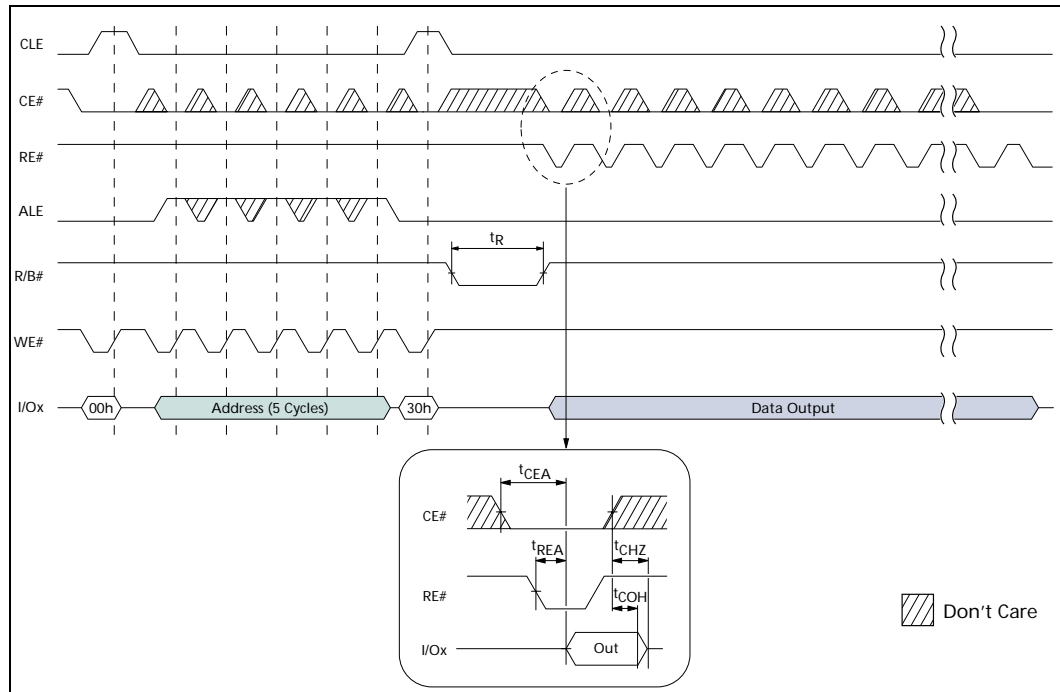 CLE
CE#
RE#
ALE
tR
R/B#
WE#
I/Ox 00h Address (5 Cycles) 30h Data Output
tCEA
CE#
tREA tCHZ
RE# tCOH
I/Ox Out
Don't Care